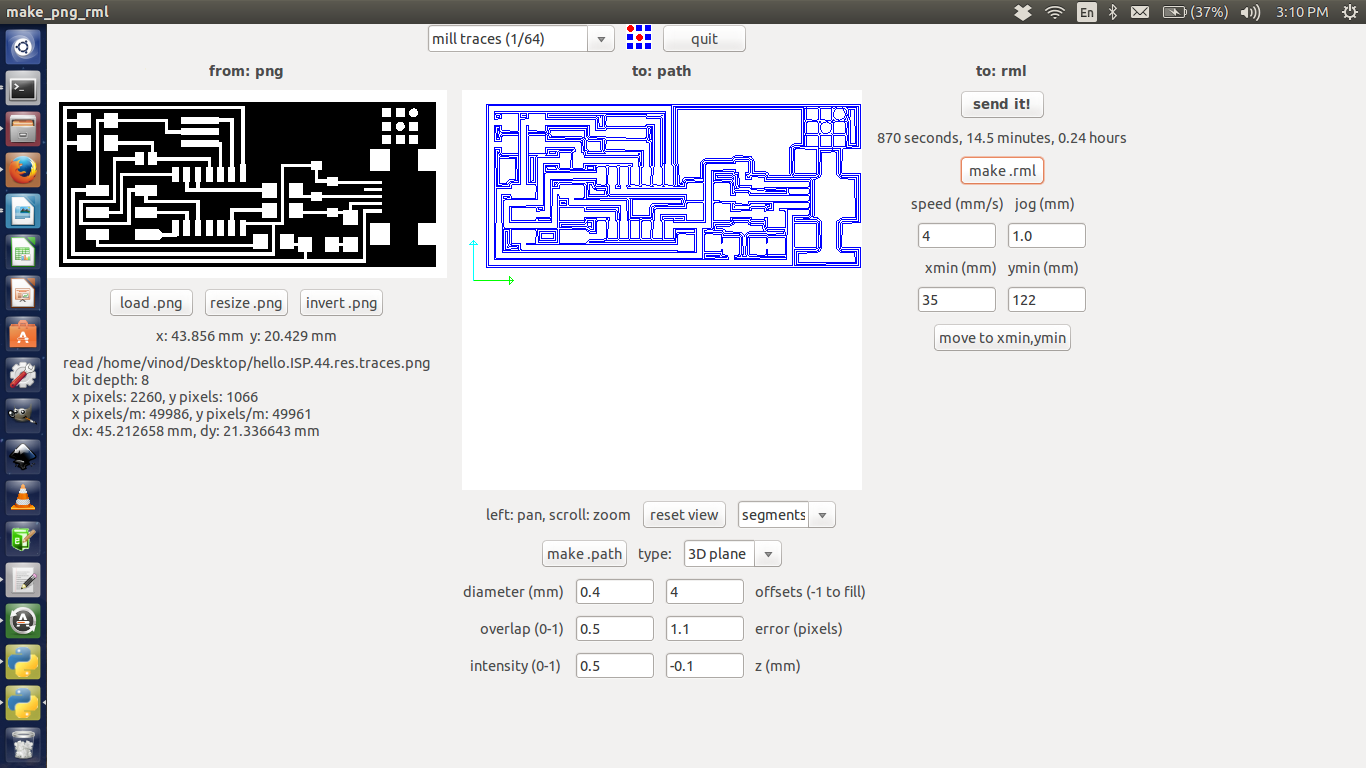 make_png_rml
En
(37%)
3:10 PM
mill traces (1/64)
quit
from: png
to: path
to: rml
send it!
870 seconds, 14.5 minutes, 0.24 hours
make .rml
speed (mm/s) jog (mm)
4 1.0
xmin (mm) ymin (mm)
35 122
move to xmin,ymin
load .png resize .png invert .png
x: 43.856 mm y: 20.429 mm
read /home/vinod/Desktop/hello.ISP.44.res.traces.png
bit depth: 8
x pixels: 2260, y pixels: 1066
x pixels/m: 49986, y pixels/m: 49961
dx: 45.212658 mm, dy: 21.336643 mm
left: pan, scroll: zoom reset view segments
make .path type: 3D plane
diameter (mm) 0.4 4 offsets (-1 to fill)
overlap (0-1) 0.5 1.1 error (pixels)
intensity (0-1) 0.5 -0.1 z (mm)